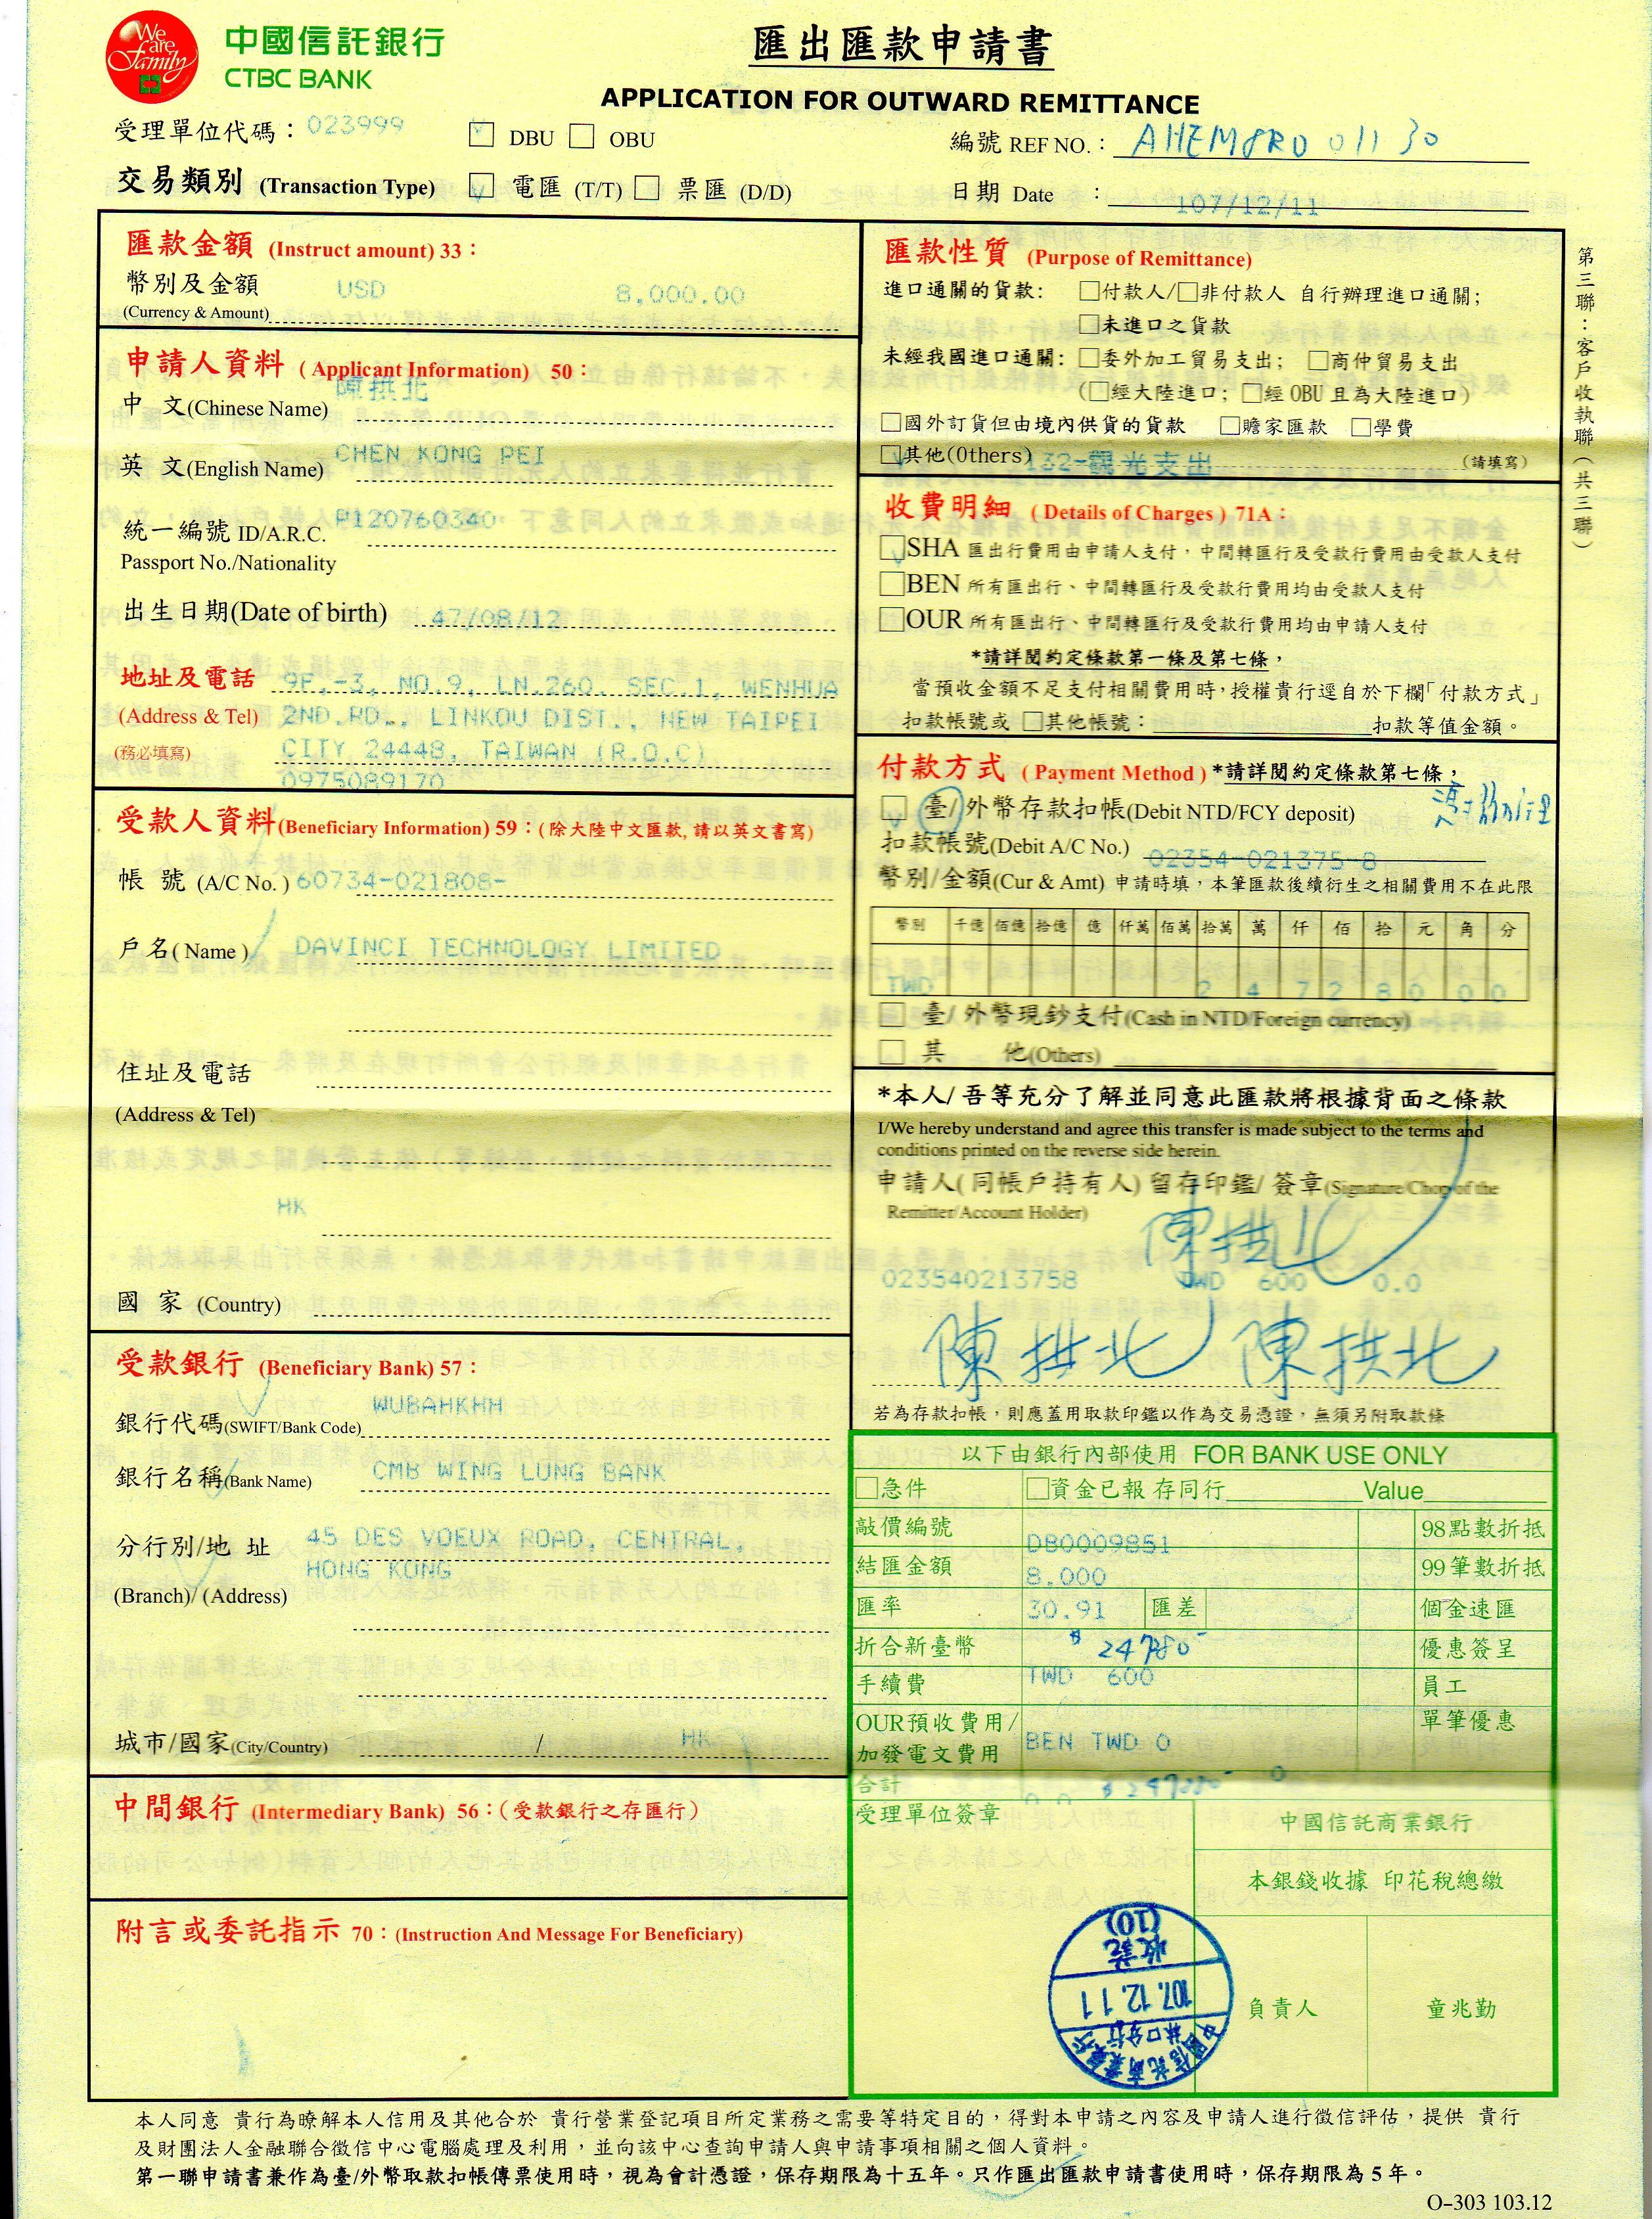 We are Family
中國信託銀行
CTBC BANK
匯出匯款申請書
APPLICATION FOR OUTWARD REMITTANCE
受理單位代碼：023999 DBU OBU
編號 REF NO.： 01130
交易類別 (Transaction Type) 電匯 (T/T) 票匯 (D/D)
日期 Date ： 107/12/11
第三聯：客戶收執聯（共三聯）
匯款金額 (Instruct amount) 33：
幣別及金額 USD 8,000.00
(Currency & Amount)
申請人資料 ( Applicant Information) 50：
中 文(Chinese Name) 陳拱北
英 文(English Name) CHEN KONG PEI
統一編號 ID/A.R.C. P120760340
Passport No./Nationality
出生日期(Date of birth) 47/08/12
地址及電話 9F.-3, NO.9, LN.260. SEC.1, WENHUA
(Address & Tel) 2ND.RD., LINKOU DIST., NEW TAIPEI
(務必填寫) CITY 24448, TAIWAN (R.O.C)
0975089170
受款人資料(Beneficiary Information) 59：(除大陸中文匯款,請以英文書寫)
帳 號 (A/C No.) 60734-021808-
戶名( Name ) DAVINCI TECHNOLOGY LIMITED
住址及電話
(Address & Tel)
HK
國 家 (Country)
受款銀行 (Beneficiary Bank) 57：
銀行代碼(SWIFT/Bank Code) WUBAHKHH
銀行名稱(Bank Name) CMB WING LUNG BANK
分行別/地 址 45 DES VOEUX ROAD, CENTRAL,
HONG KONG
(Branch)/ (Address)
城市/國家(City/Country) / HK
中間銀行 (Intermediary Bank) 56：(受款銀行之存匯行)
附言或委託指示 70：(Instruction And Message For Beneficiary)
匯款性質 (Purpose of Remittance)
進口通關的貨款： 付款人/ 非付款人 自行辦理進口通關；
未進口之貨款
未經我國進口通關： 委外加工貿易支出； 商仲貿易支出
( 經大陸進口； 經 OBU 且為大陸進口)
國外訂貨但由境內供貨的貨款 贍家匯款 學費
其他(Others) 132-觀光支出 (請填寫)
收費明細 ( Details of Charges ) 71A：
SHA 匯出行費用由申請人支付，中間轉匯行及受款行費用由受款人支付
BEN 所有匯出行、中間轉匯行及受款行費用均由受款人支付
OUR 所有匯出行、中間轉匯行及受款行費用均由申請人支付
*請詳閱約定條款第一條及第七條，
當預收金額不足支付相關費用時，授權貴行逕自於下欄「付款方式」
扣款帳號或 其他帳號： 扣款等值金額。
付款方式 ( Payment Method ) *請詳閱約定條款第七條，
臺/外幣存款扣帳(Debit NTD/FCY deposit)
扣款帳號(Debit A/C No.) 02354-021375-8
幣別/金額(Cur & Amt) 申請時填，本筆匯款後續衍生之相關費用不在此限
幣別 千億 佰億 拾億 億 仟萬 佰萬 拾萬 萬 仟 佰 拾 元 角 分
TWD 2 4 7 2 8 0 0 0
臺/外幣現鈔支付(Cash in NTD/Foreign currency)
其 他(Others)
*本人/ 吾等充分了解並同意此匯款將根據背面之條款
I/We hereby understand and agree this transfer is made subject to the terms and
conditions printed on the reverse side herein.
申請人( 同帳戶持有人) 留存印鑑/ 簽章(Signature/Chop of the
Remitter/Account Holder)
陳拱北
023540213758 TWD 600 0.0
陳拱北 陳拱北
若為存款扣帳，則應蓋用取款印鑑以作為交易憑證，無須另附取款條
以下由銀行內部使用 FOR BANK USE ONLY
急件 資金已報 存同行 Value
敲價編號 DB0009851 98點數折抵
結匯金額 8,000 99筆數折抵
匯率 30.91 匯差 個金速匯
折合新臺幣 優惠簽呈
手續費 TWD 600 員工
OUR預收費用/ 單筆優惠
加發電文費用 BEN TWD 0
合計 0
受理單位簽章
中國信託商業銀行
本銀錢收據 印花稅總繳
負責人 童兆勤
中國信託商業銀行
林口分行
107.12.11
收訖
(10)
本人同意 貴行為瞭解本人信用及其他合於 貴行營業登記項目所定業務之需要等特定目的，得對本申請之內容及申請人進行徵信評估，提供 貴行
及財團法人金融聯合徵信中心電腦處理及利用，並向該中心查詢申請人與申請事項相關之個人資料。
第一聯申請書兼作為臺/外幣取款扣帳傳票使用時，視為會計憑證，保存期限為十五年。只作匯出匯款申請書使用時，保存期限為 5 年。
O-303 103.12